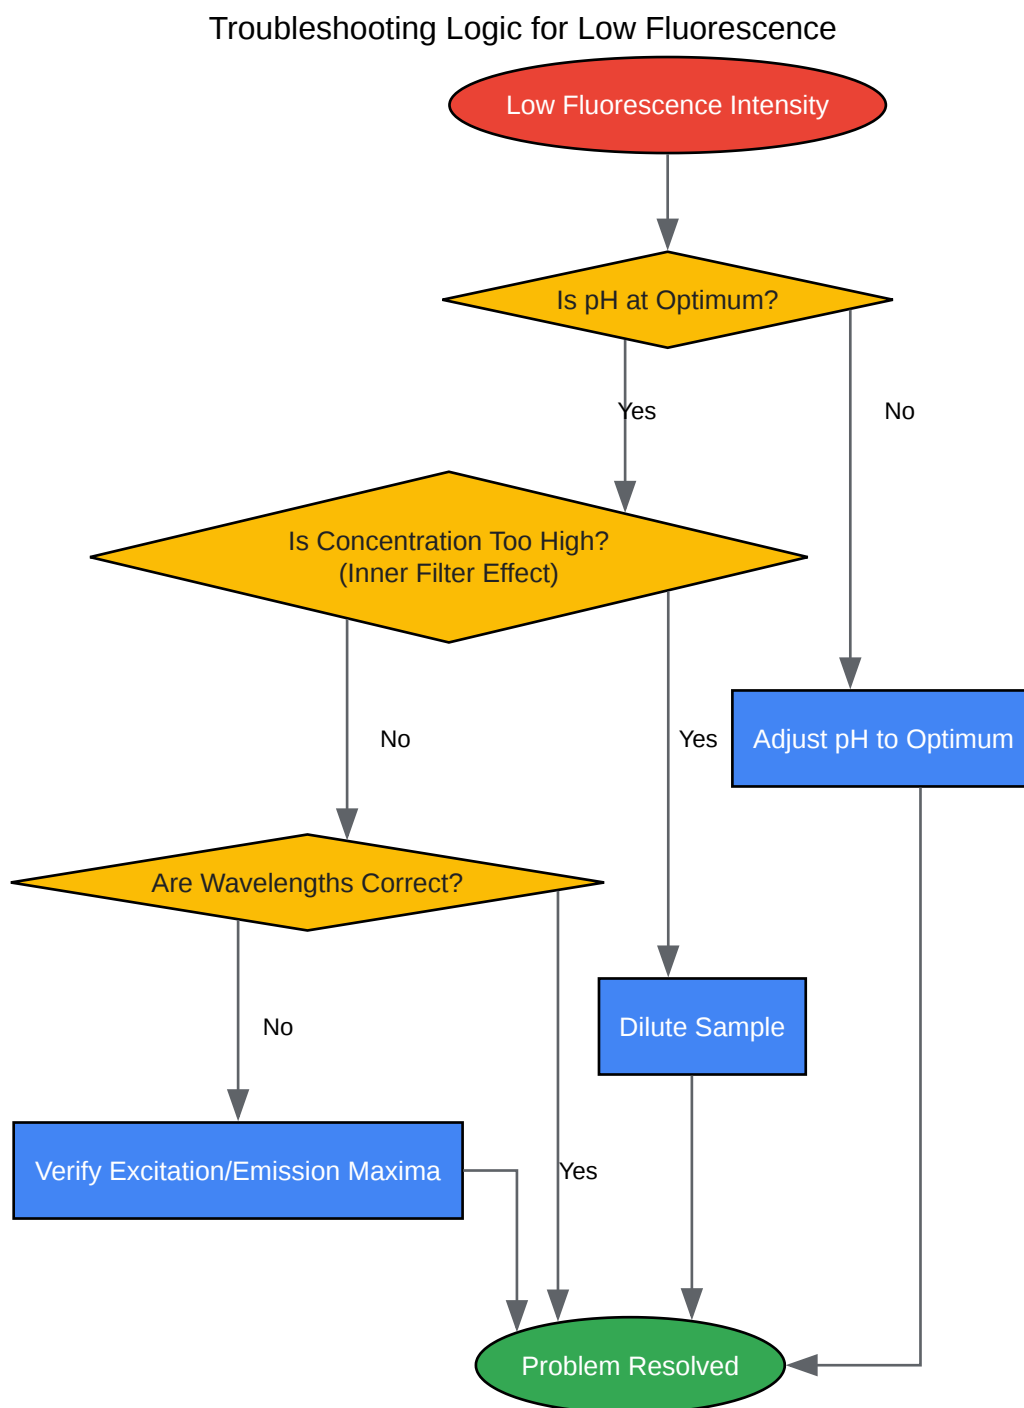 Troubleshooting Logic for Low Fluorescence
Low Fluorescence Intensity
Is pH at Optimum?
Yes
No
Is Concentration Too High?
(Inner Filter Effect)
No
Yes
Adjust pH to Optimum
Are Wavelengths Correct?
No
Dilute Sample
Verify Excitation/Emission Maxima
Yes
Problem Resolved